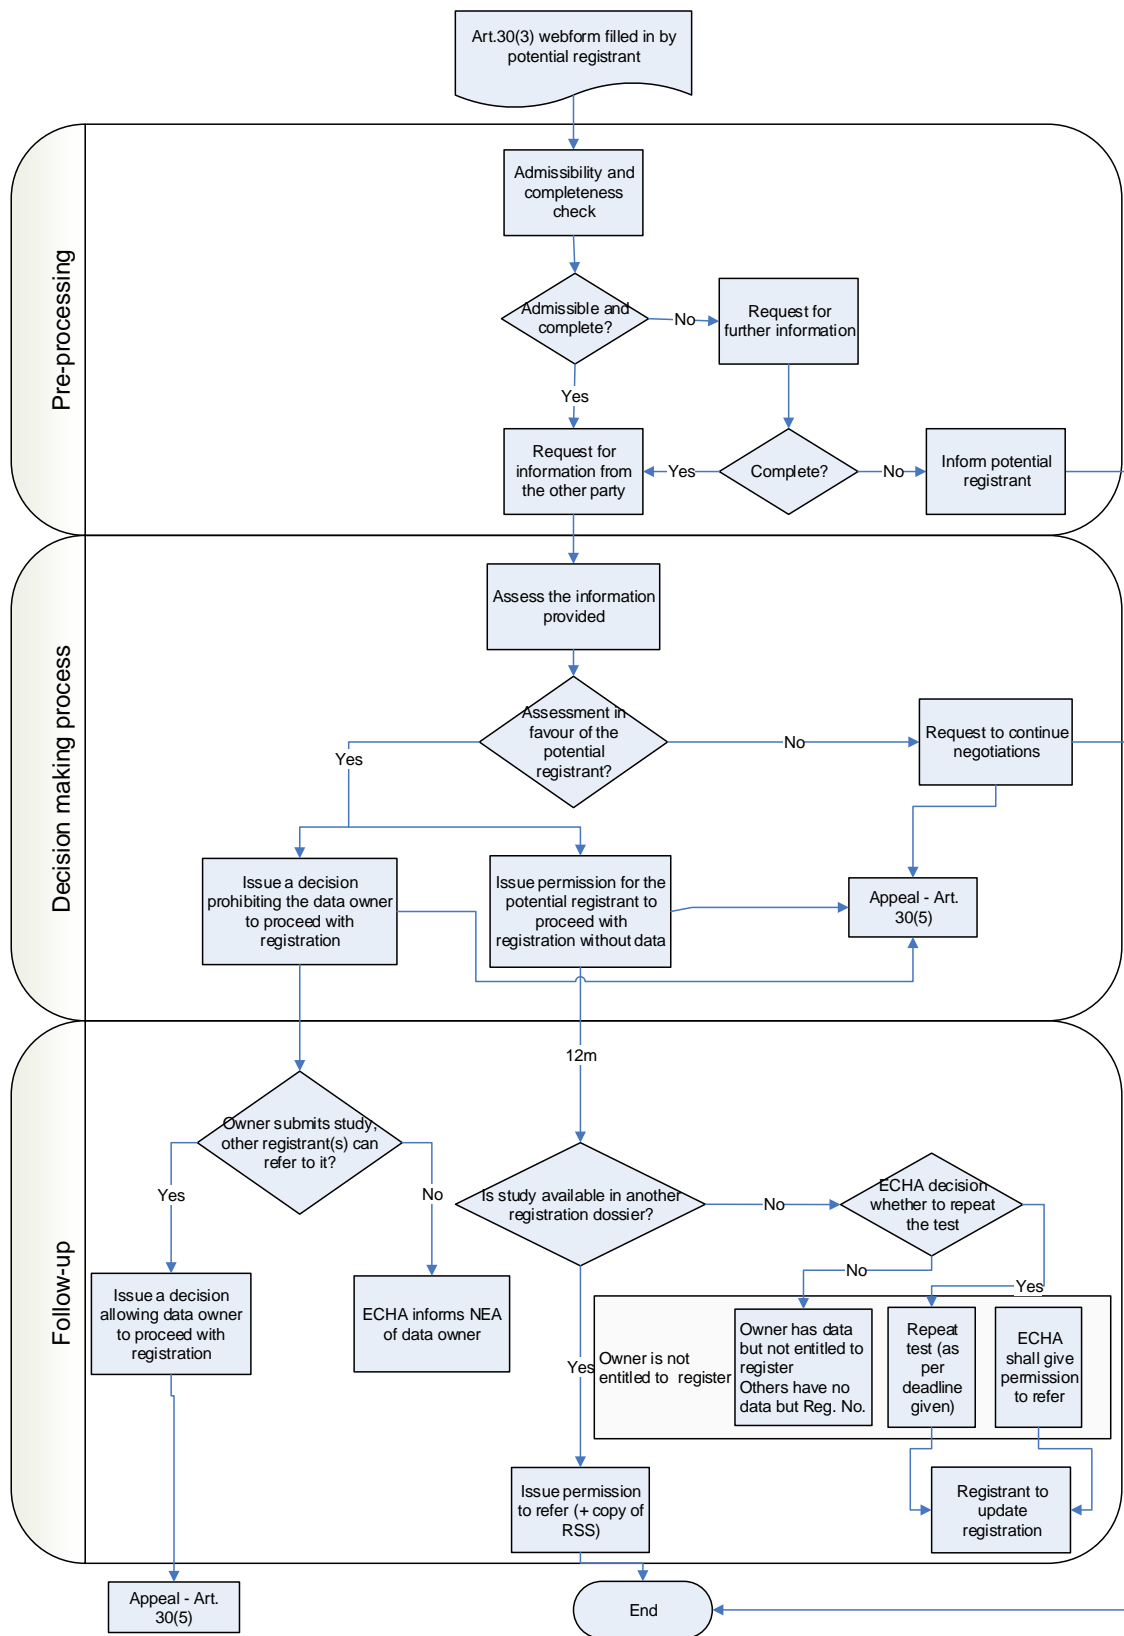 Art.30(3) webform filled in by
potential registrant
Pre-processing
Admissibility and
completeness
check
Admissible and
complete?
No
Request for
further information
Yes
Request for
information from
the other party
Yes
Complete?
No
Inform potential
registrant
Decision making process
Assess the information
provided
Assessment in
favour of the
potential
registrant?
Yes
No
Request to continue
negotiations
Issue a decision
prohibiting the data owner
to proceed with
registration
Issue permission for the
potential registrant to
proceed with
registration without data
Appeal - Art.
30(5)
Follow-up
12m
Owner submits study,
other registrant(s) can
refer to it?
Yes
No
Is study available in another
registration dossier?
No
ECHA decision
whether to repeat
the test
No
Yes
Issue a decision
allowing data owner
to proceed with
registration
ECHA informs NEA
of data owner
Yes
Owner is not
entitled to register
Owner has data
but not entitled to
register
Others have no
data but Reg. No.
Repeat
test (as
per
deadline
given)
ECHA
shall give
permission
to refer
Issue permission
to refer (+ copy of
RSS)
Registrant to
update
registration
Appeal - Art.
30(5)
End